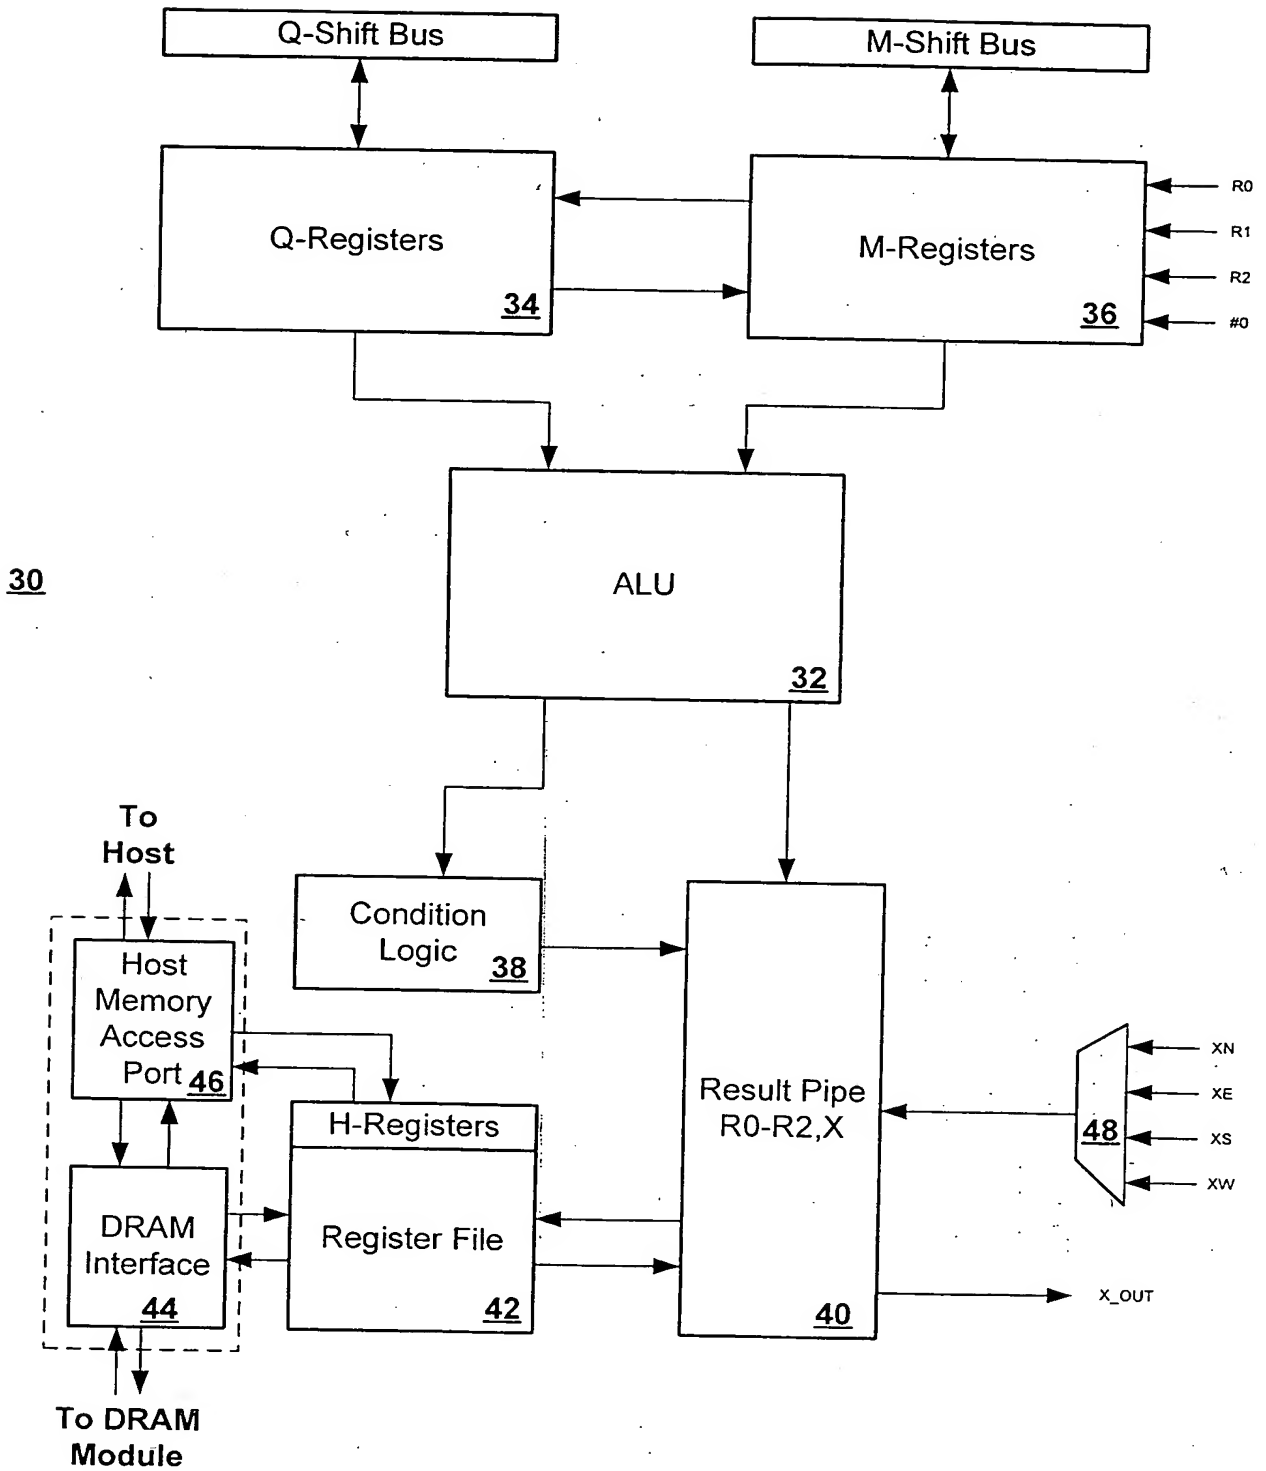 Q-Shift Bus
M-Shift Bus
Q-Registers
34
M-Registers
36
R0
R1
R2
#0
30
ALU
32
To
Host
Condition
Logic
38
Host
Memory
Access
Port
46
H-Registers
Register File
42
DRAM
Interface
44
To DRAM
Module
Result Pipe
R0-R2,X
40
48
XN
XE
XS
XW
X_OUT